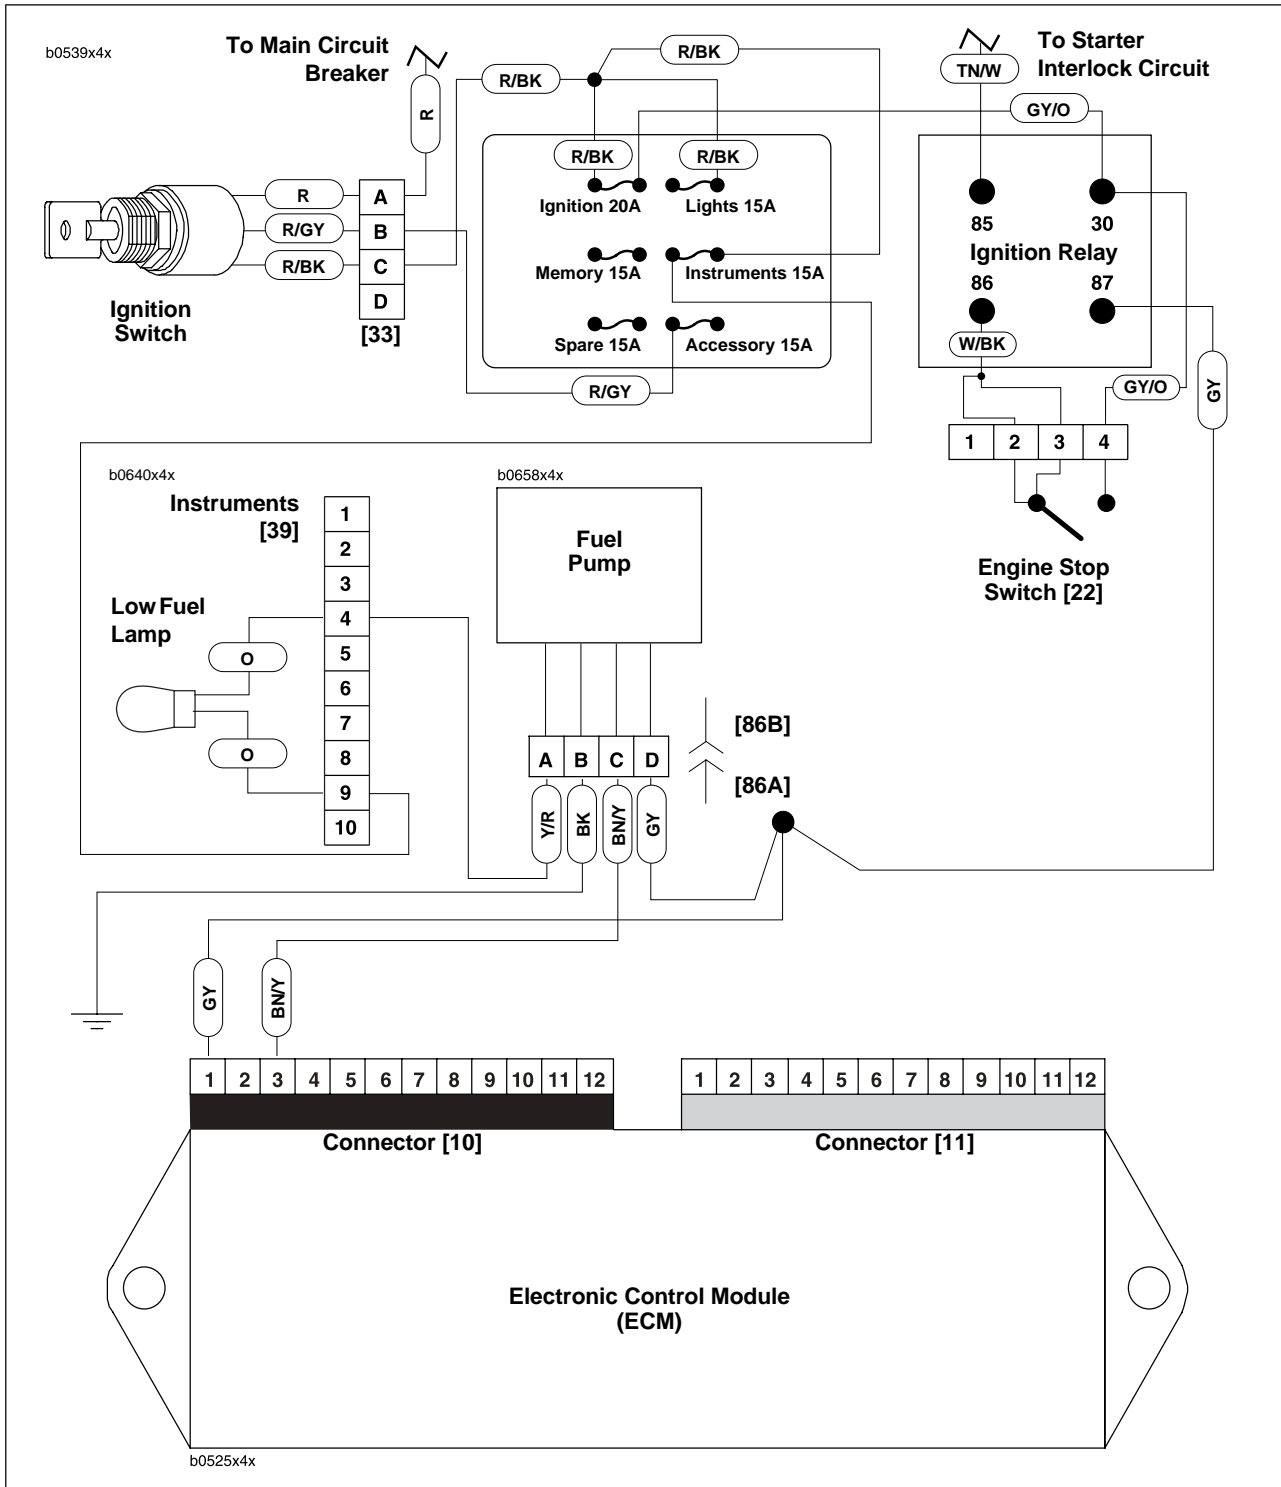 b0539x4x
To Main Circuit
Breaker
R/BK
R/BK
TN/W
To Starter
Interlock Circuit
R
GY/O
R/BK
R/BK
Ignition 20A
Lights 15A
R
A
R/GY
B
R/BK
C
D
[33]
Ignition
Switch
Memory 15A
Instruments 15A
Spare 15A
Accessory 15A
R/GY
85
30
Ignition Relay
86
87
W/BK
GY/O
GY
1 2 3 4
Engine Stop
Switch [22]
b0640x4x
Instruments
[39]
1
2
3
4
5
6
7
8
9
10
Low Fuel
Lamp
O
O
b0658x4x
Fuel
Pump
A B C D
[86B]
[86A]
Y/R
BK
BN/Y
GY
GY
BN/Y
1 2 3 4 5 6 7 8 9 10 11 12
1 2 3 4 5 6 7 8 9 10 11 12
Connector [10]
Connector [11]
Electronic Control Module
(ECM)
b0525x4x